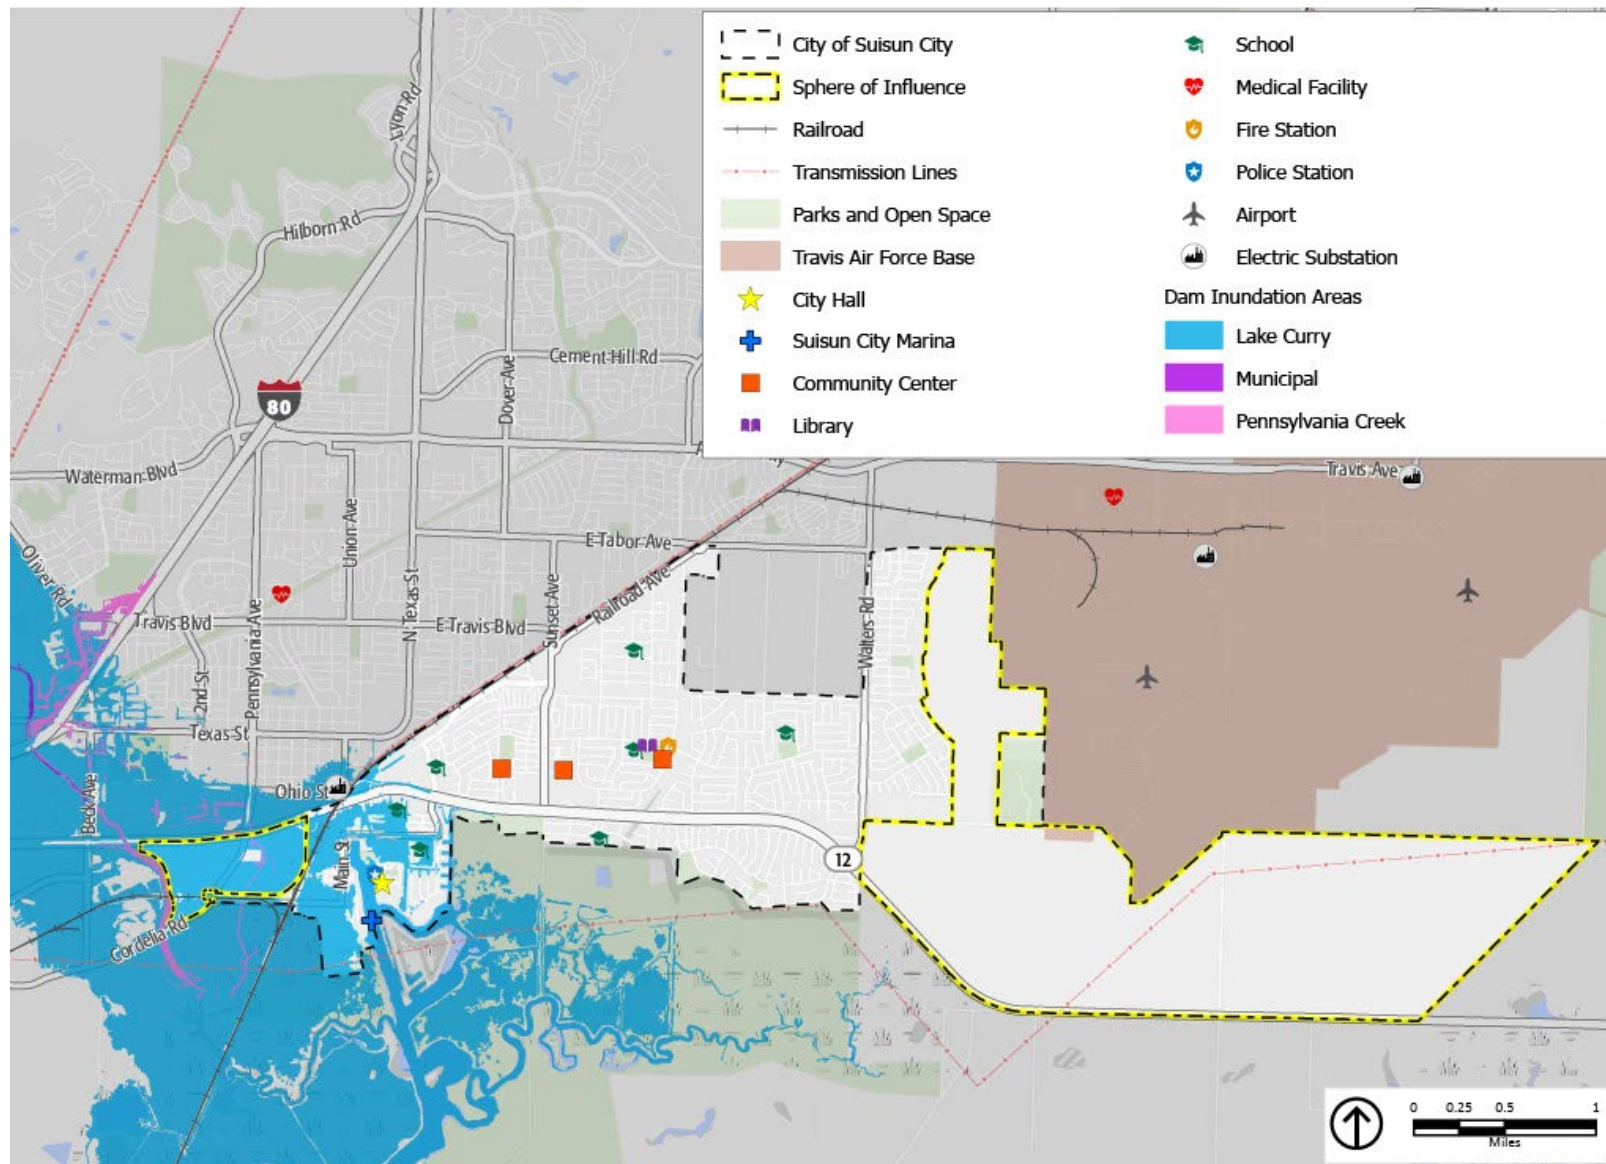 City of Suisun City
Sphere of Influence
Railroad
Transmission Lines
Parks and Open Space
Travis Air Force Base
City Hall
Suisun City Marina
Community Center
Library
School
Medical Facility
Fire Station
Police Station
Airport
Electric Substation
Dam Inundation Areas
Lake Curry
Municipal
Pennsylvania Creek
Lyon Rd
Hilborn Rd
Cement Hill Rd
Dover Ave
80
Waterman Blvd
Travis Ave
Union Ave
E Tabor Ave
Oliver Rd
Railroad Ave
N Texas St
Sunset Ave
Travis Blvd
E Travis Blvd
Pennsylvania Ave
2nd St
Walters Rd
Texas St
Beck Ave
Ohio St
Main St
12
Cordelia Rd
0 0.25 0.5 1
Miles